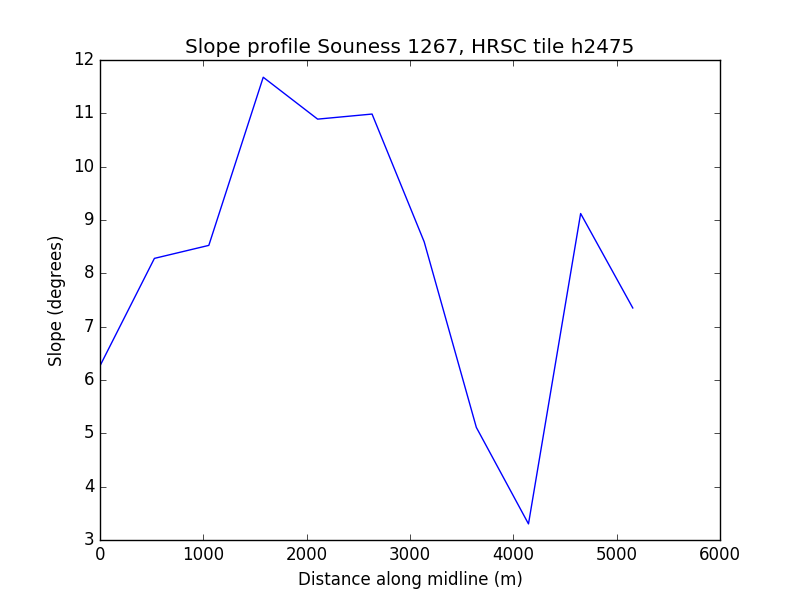 Slope profile Souness 1267, HRSC tile h2475
12
11
10
9
8
7
6
5
4
3
Slope (degrees)
0 1000 2000 3000 4000 5000 6000
Distance along midline (m)